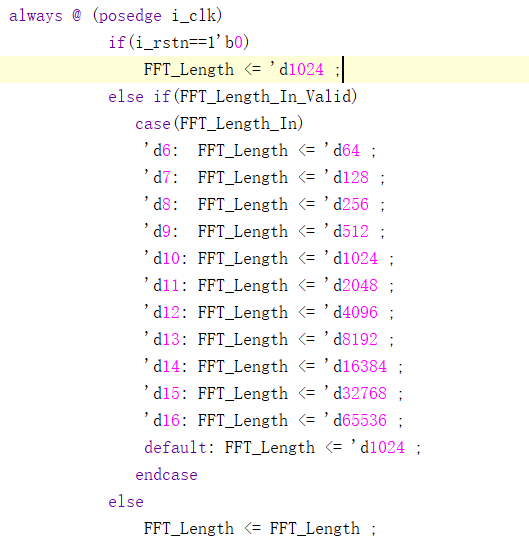 always @ (posedge i_clk)
if(i_rstn==1'b0)
FFT_Length <= 'd1024 ;
else if(FFT_Length_In_Valid)
case(FFT_Length_In)
'd6: FFT_Length <= 'd64 ;
'd7: FFT_Length <= 'd128 ;
'd8: FFT_Length <= 'd256 ;
'd9: FFT_Length <= 'd512 ;
'd10: FFT_Length <= 'd1024 ;
'd11: FFT_Length <= 'd2048 ;
'd12: FFT_Length <= 'd4096 ;
'd13: FFT_Length <= 'd8192 ;
'd14: FFT_Length <= 'd16384 ;
'd15: FFT_Length <= 'd32768 ;
'd16: FFT_Length <= 'd65536 ;
default: FFT_Length <= 'd1024 ;
endcase
else
FFT_Length <= FFT_Length ;